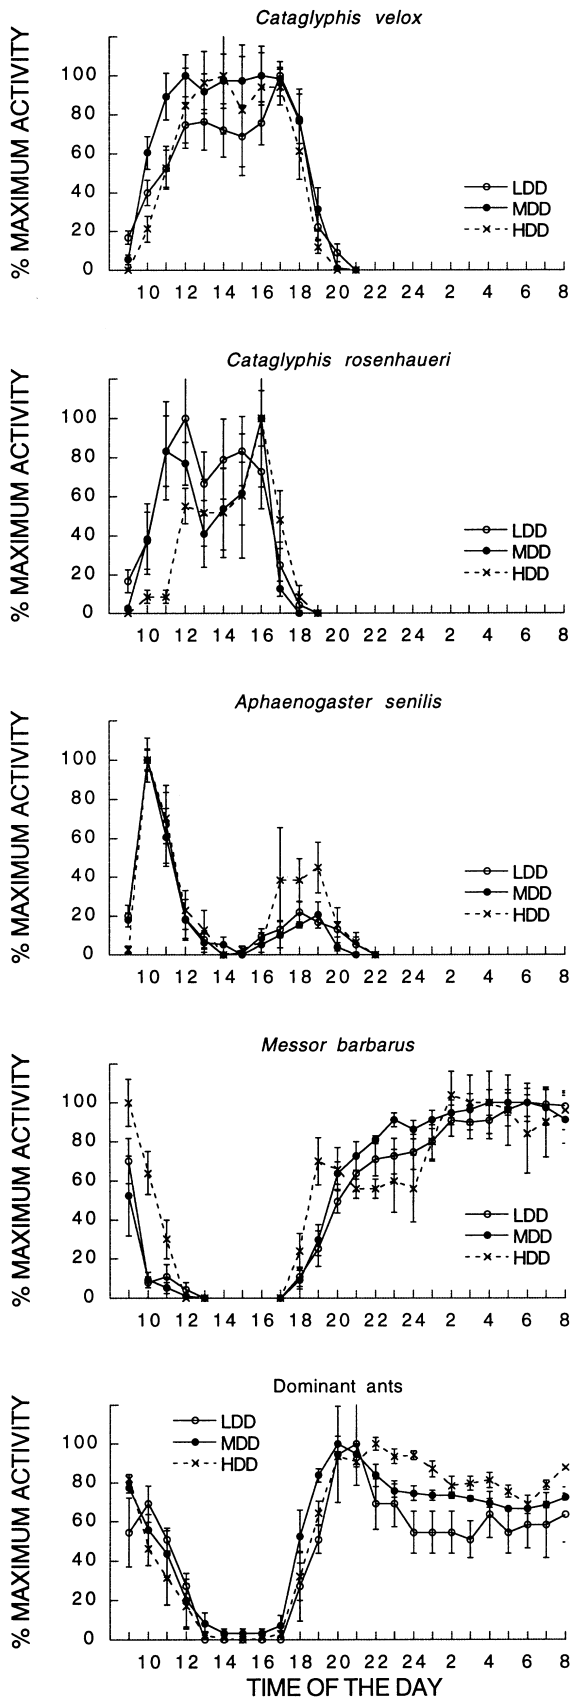 Cataglyphis velox
% MAXIMUM ACTIVITY
100
80
60
40
20
0
LDD
MDD
HDD
10 12 14 16 18 20 22 24 2 4 6 8
Cataglyphis rosenhaueri
% MAXIMUM ACTIVITY
100
80
60
40
20
0
LDD
MDD
HDD
10 12 14 16 18 20 22 24 2 4 6 8
Aphaenogaster senilis
% MAXIMUM ACTIVITY
100
80
60
40
20
0
LDD
MDD
HDD
10 12 14 16 18 20 22 24 2 4 6 8
Messor barbarus
% MAXIMUM ACTIVITY
100
80
60
40
20
0
LDD
MDD
HDD
10 12 14 16 18 20 22 24 2 4 6 8
Dominant ants
% MAXIMUM ACTIVITY
100
80
60
40
20
0
LDD
MDD
HDD
10 12 14 16 18 20 22 24 2 4 6 8
TIME OF THE DAY